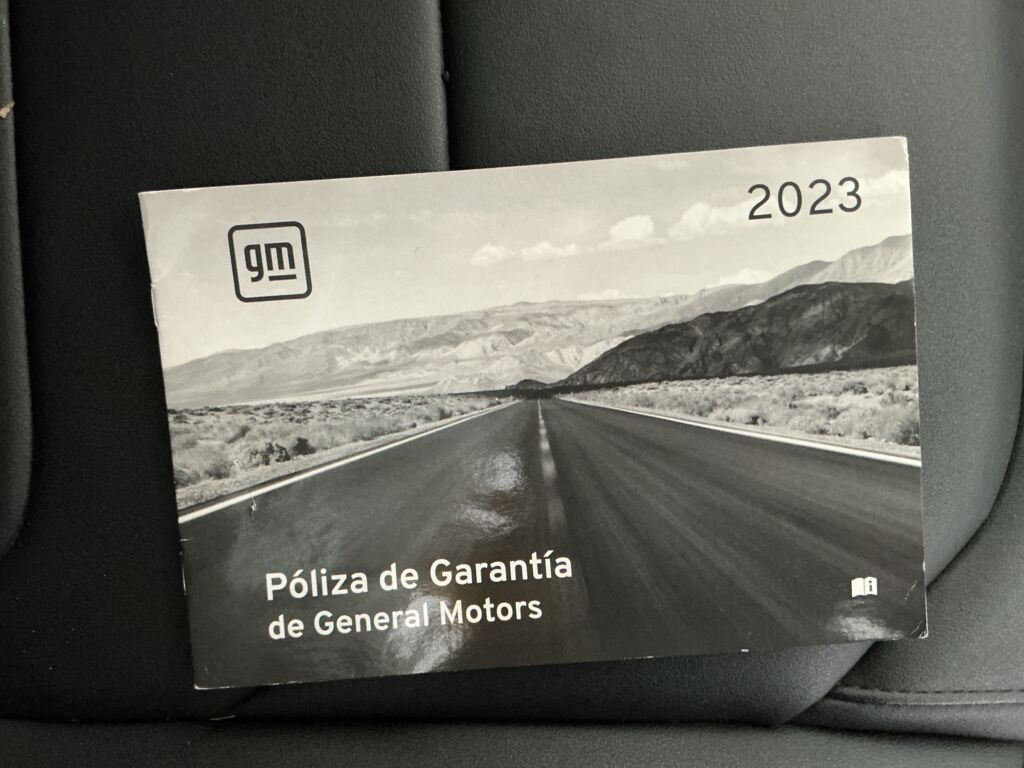 gm
2023
Póliza de Garantía
de General Motors